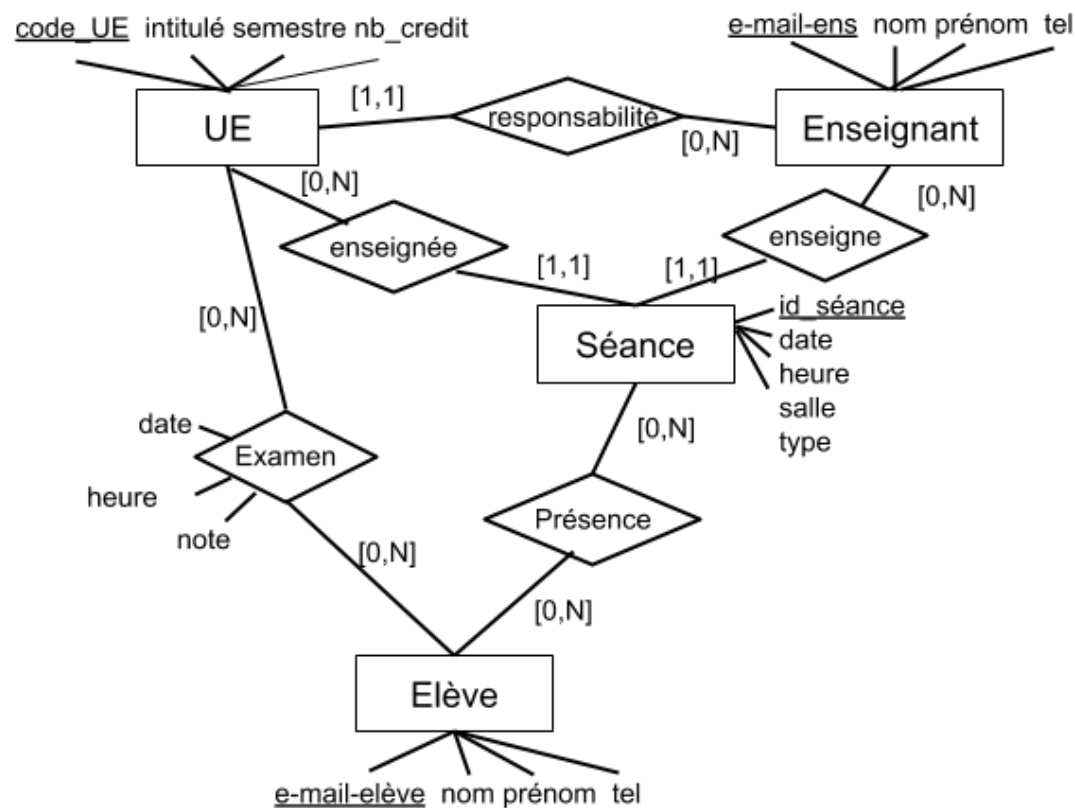 code_UE intitulé semestre nb_credit
e-mail-ens nom prénom tel
[1,1]
responsabilité
[0,N]
UE
Enseignant
[0,N]
[0,N]
enseignée
enseigne
[1,1]
[1,1]
id_séance
date
heure
salle
type
Séance
[0,N]
[0,N]
date
Examen
heure
note
Présence
[0,N]
[0,N]
Elève
e-mail-elève nom prénom tel